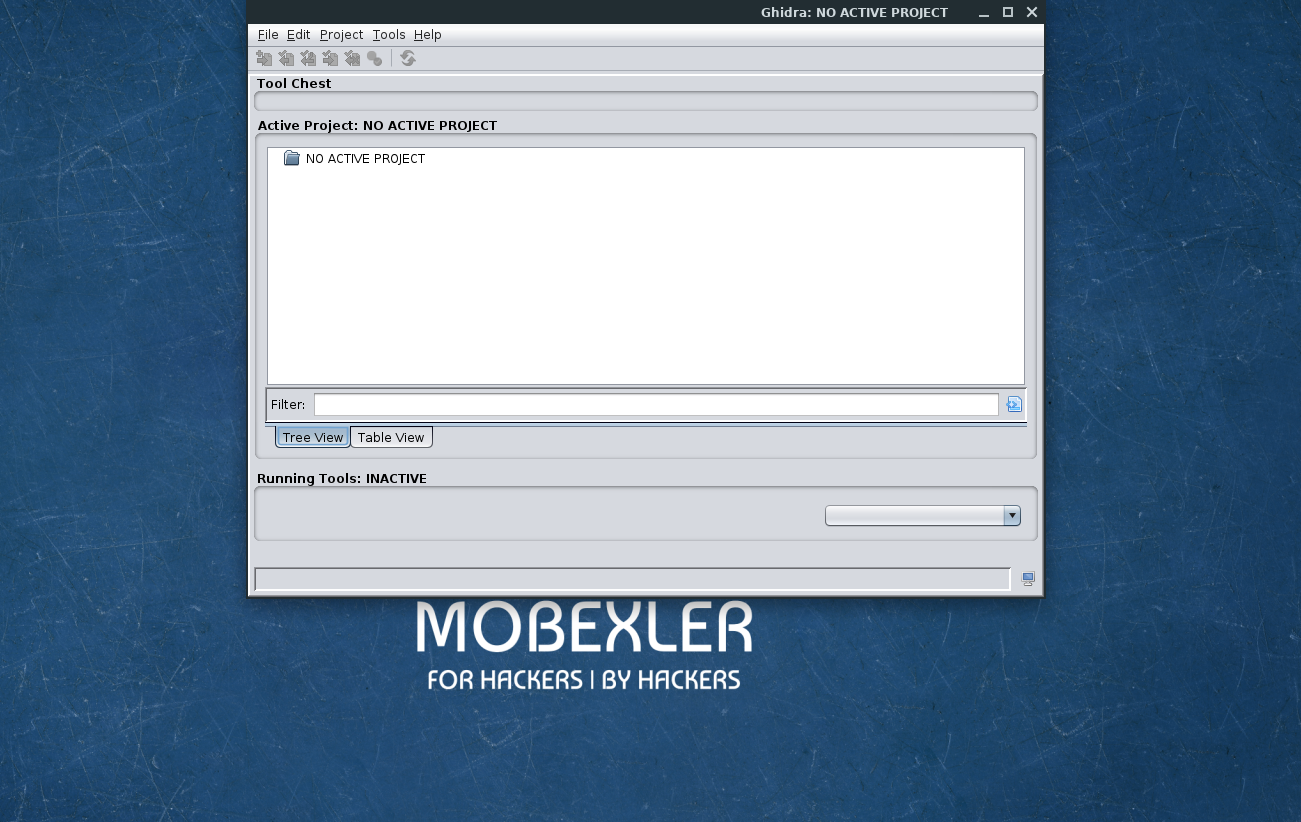 Ghidra: NO ACTIVE PROJECT
File Edit Project Tools Help
Tool Chest
Active Project: NO ACTIVE PROJECT
NO ACTIVE PROJECT
Filter:
Tree View Table View
Running Tools: INACTIVE
MOBEXLER
FOR HACKERS | BY HACKERS